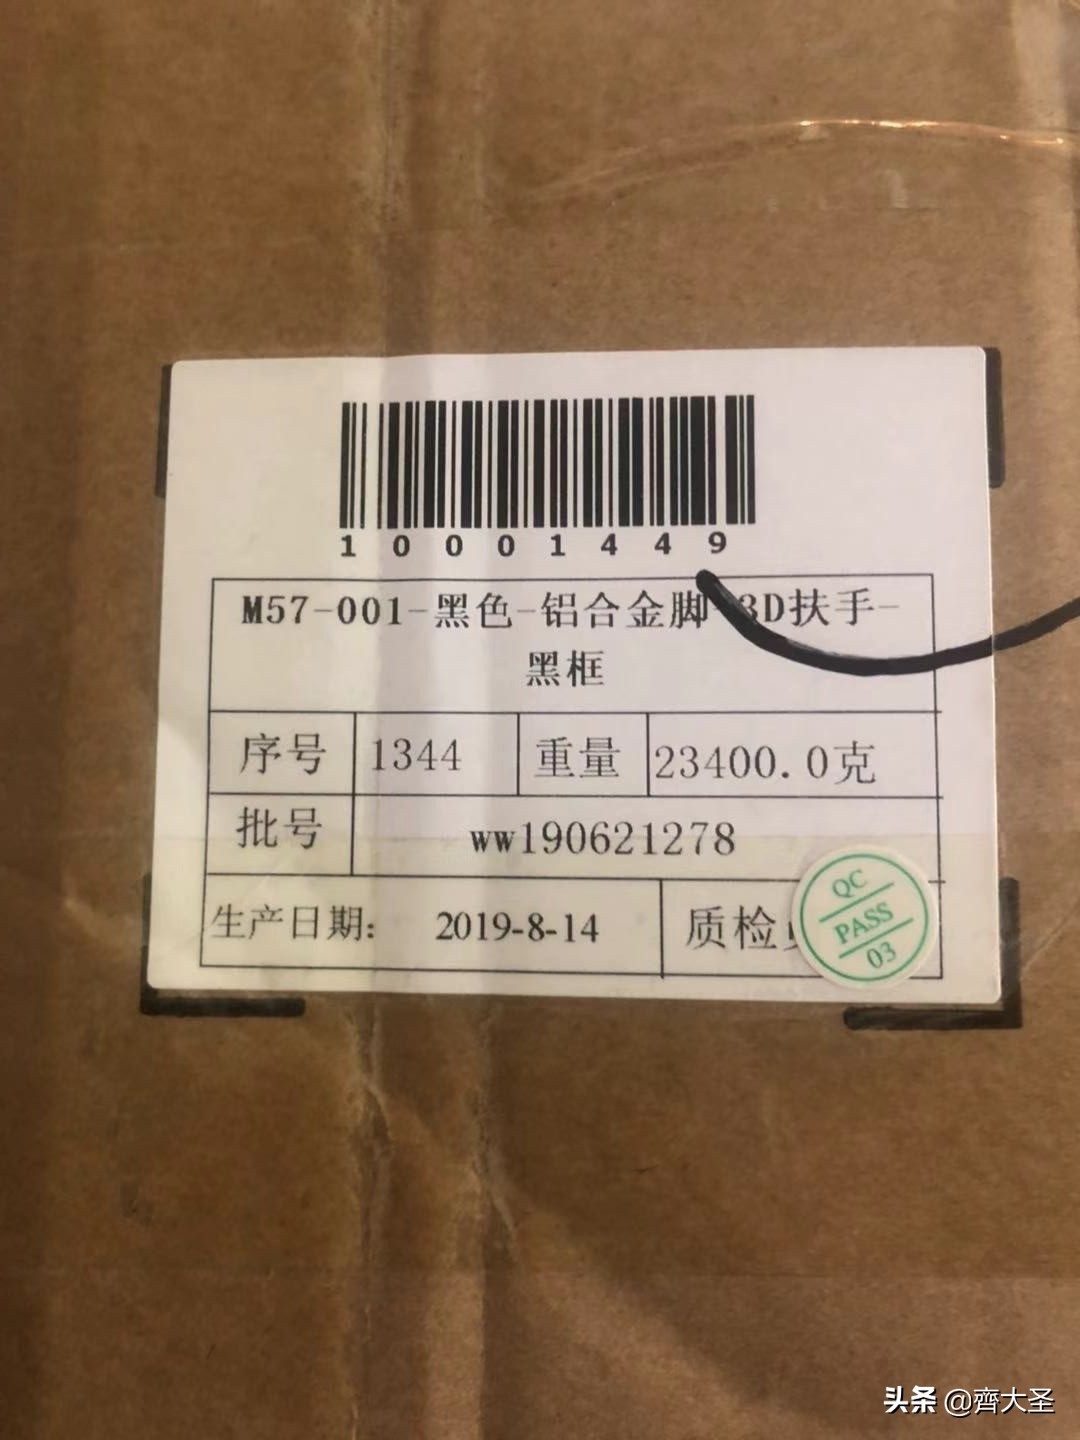 10001449
M57-001-黑色-铝合金脚-3D扶手-
黑框
序号 1344 重量 23400.0克
批号 ww190621278
生产日期: 2019-8-14 质检
QC
PASS
03
头条 @齊大圣